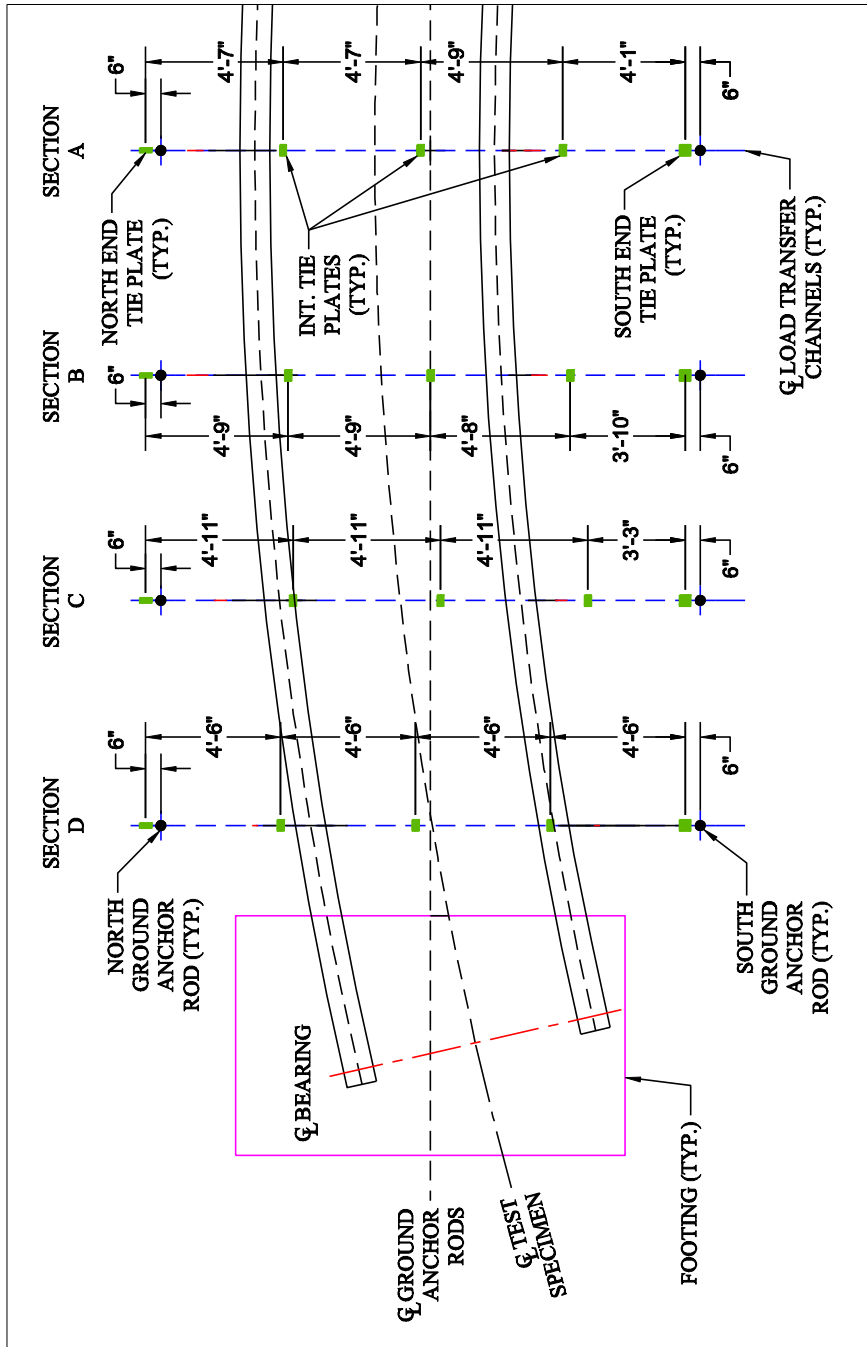 SECTION
A
SECTION
B
SECTION
C
SECTION
D
6"
4'-7"
4'-7"
4'-9"
4'-1"
6"
6"
4'-9"
4'-9"
4'-8"
3'-10"
6"
6"
4'-11"
4'-11"
4'-11"
3'-3"
6"
6"
4'-6"
4'-6"
4'-6"
4'-6"
6"
NORTH END
TIE PLATE
(TYP.)
INT. TIE
PLATES
(TYP.)
SOUTH END
TIE PLATE
(TYP.)
CL LOAD TRANSFER
CHANNELS (TYP.)
NORTH
GROUND
ANCHOR
ROD (TYP.)
SOUTH
GROUND
ANCHOR
ROD (TYP.)
CL BEARING
CL GROUND
ANCHOR
RODS
CL TEST
SPECIMEN
FOOTING (TYP.)